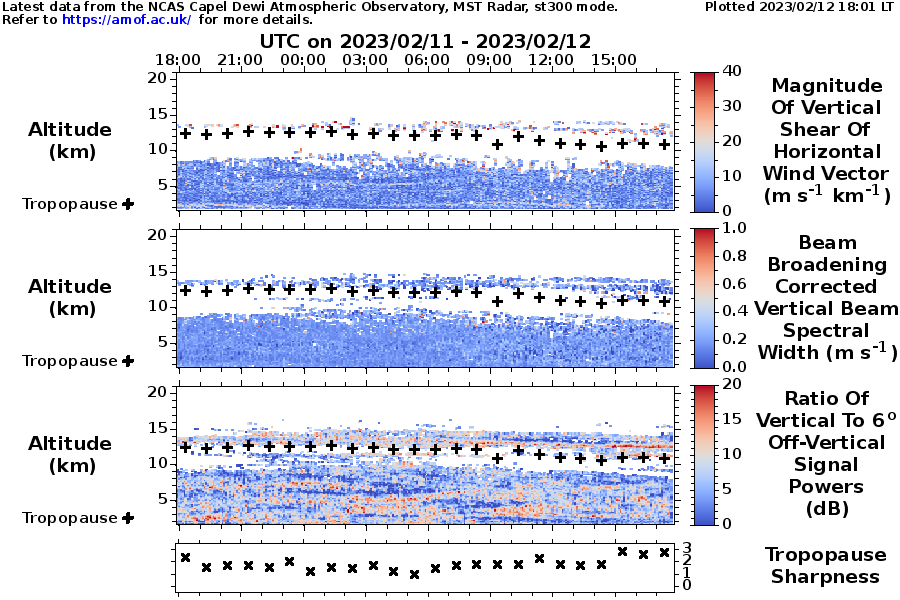 Latest data from the NCAS Capel Dewi Atmospheric Observatory, MST Radar, st300 mode.
Plotted 2023/02/12 18:01 LT
Refer to https://amof.ac.uk/ for more details.
UTC on 2023/02/11 - 2023/02/12
18:00 21:00 00:00 03:00 06:00 09:00 12:00 15:00
20
15
10
5
Altitude
(km)
Tropopause +
40
30
20
10
0
Magnitude
Of Vertical
Shear Of
Horizontal
Wind Vector
(m s⁻¹ km⁻¹)
20
15
10
5
Altitude
(km)
Tropopause +
1.0
0.8
0.6
0.4
0.2
0.0
Beam
Broadening
Corrected
Vertical Beam
Spectral
Width (m s⁻¹)
20
15
10
5
Altitude
(km)
Tropopause +
20
15
10
5
0
Ratio Of
Vertical To 6°
Off-Vertical
Signal
Powers
(dB)
3
2
1
0
Tropopause
Sharpness